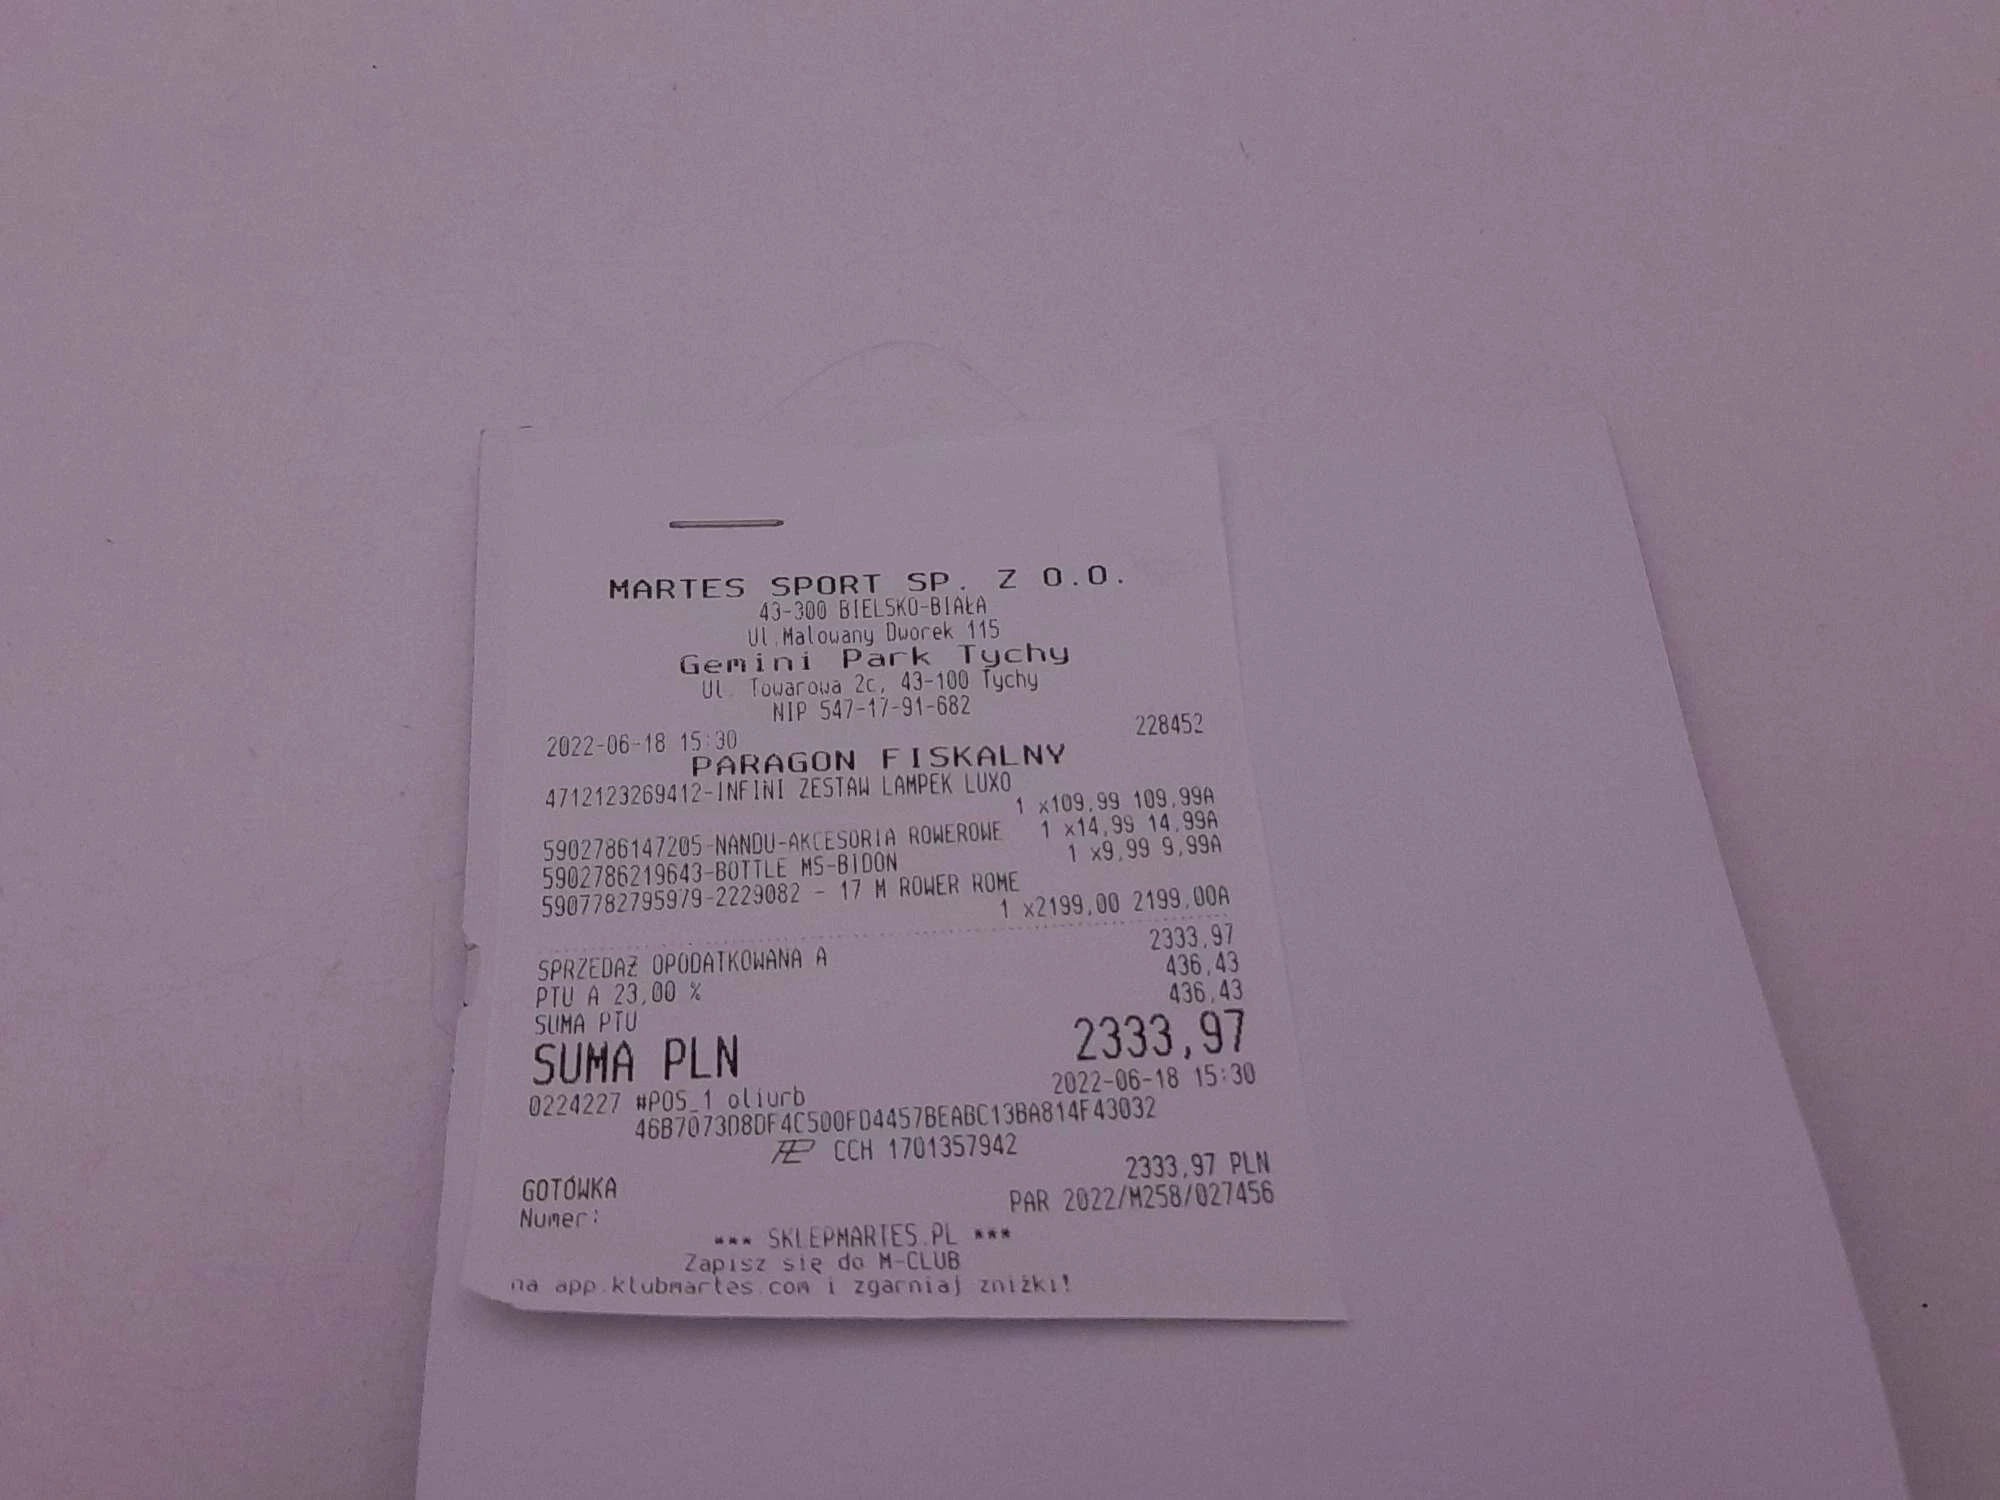 MARTES SPORT SP. Z O.O.
43-300 BIELSKO-BIAŁA
Ul.Malowany Dworek 115
Gemini Park Tychy
Ul. Towarowa 2c, 43-100 Tychy
NIP 547-17-91-682
2022-06-18 15:30 228452
PARAGON FISKALNY
4712123269412-INFINI ZESTAW LAMPEK LUXO
1 x109,99 109,99A
5902786147205-NANDU-AKCESORIA ROWEROWE 1 x14,99 14,99A
5902786219643-BOTTLE MS-BIDON 1 x9,99 9,99A
5907782795979-2229082 - 17 M ROWER ROME
1 x2199,00 2199,00A
SPRZEDAŻ OPODATKOWANA A 2333,97
PTU A 23,00 % 436,43
SUMA PTU 436,43
SUMA PLN 2333,97
0224227 #POS_1 oliurb 2022-06-18 15:30
46B7073D8DF4C500FD4457BEABC13BA814F43032
CCH 1701357942
GOTÓWKA 2333,97 PLN
Numer: PAR 2022/M258/027456
*** SKLEPMARTES.PL ***
Zapisz się do M-CLUB
na app.klubmartes.com i zgarniaj zniżki!